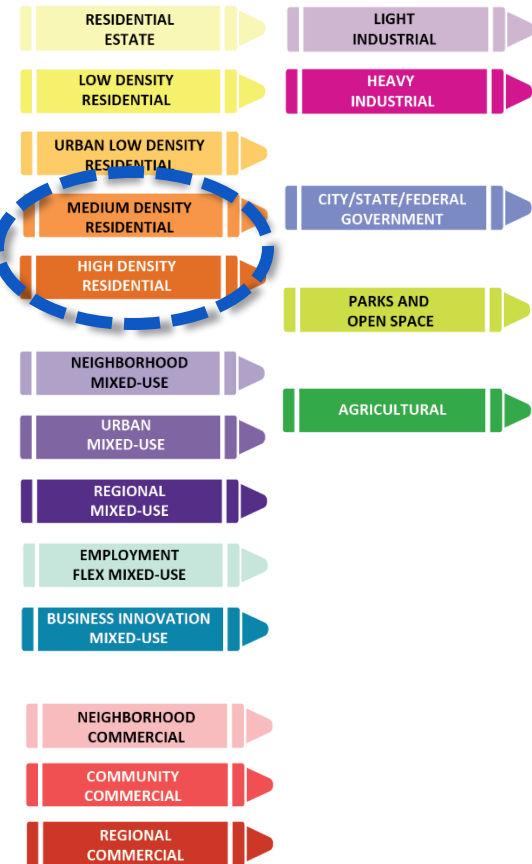 RESIDENTIAL
ESTATE
LOW DENSITY
RESIDENTIAL
URBAN LOW DENSITY
RESIDENTIAL
MEDIUM DENSITY
RESIDENTIAL
HIGH DENSITY
RESIDENTIAL
NEIGHBORHOOD
MIXED-USE
URBAN
MIXED-USE
REGIONAL
MIXED-USE
EMPLOYMENT
FLEX MIXED-USE
BUSINESS INNOVATION
MIXED-USE
NEIGHBORHOOD
COMMERCIAL
COMMUNITY
COMMERCIAL
REGIONAL
COMMERCIAL
LIGHT
INDUSTRIAL
HEAVY
INDUSTRIAL
CITY/STATE/FEDERAL
GOVERNMENT
PARKS AND
OPEN SPACE
AGRICULTURAL